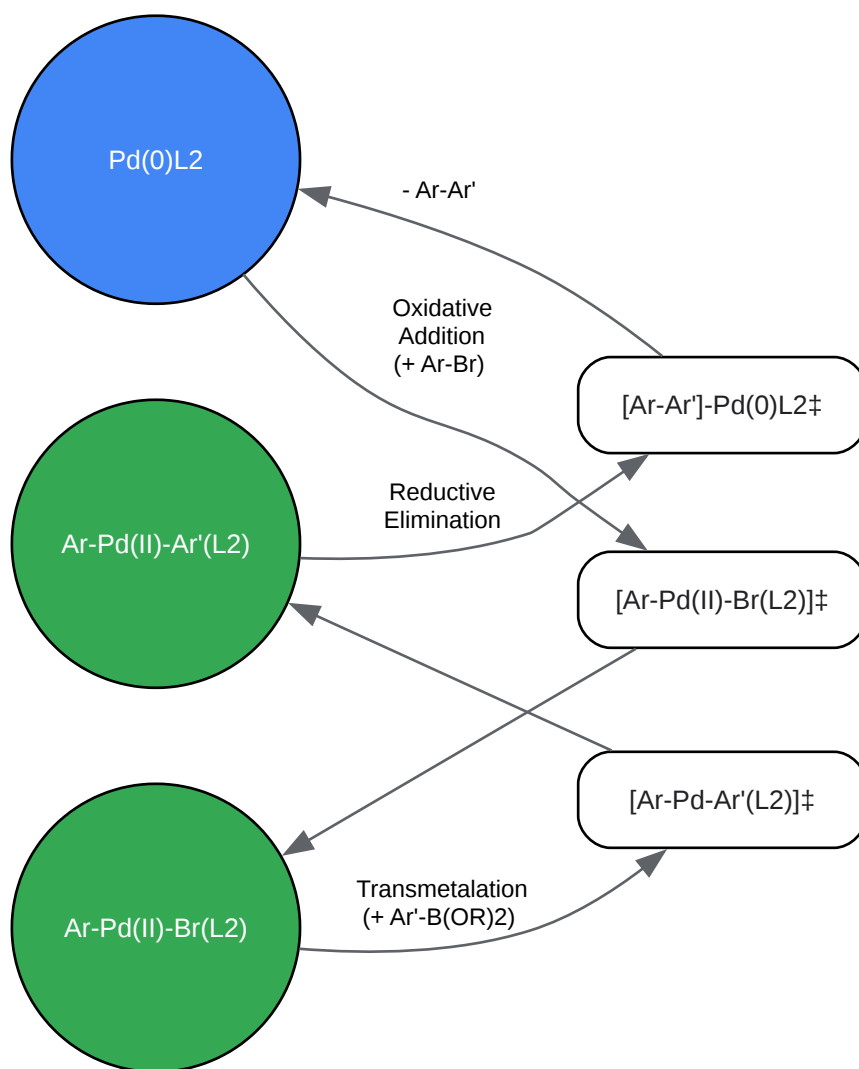 Pd(0)L2
- Ar-Ar'
Oxidative
Addition
(+ Ar-Br)
[Ar-Ar']-Pd(0)L2‡
Reductive
Elimination
Ar-Pd(II)-Ar'(L2)
[Ar-Pd(II)-Br(L2)]‡
[Ar-Pd-Ar'(L2)]‡
Transmetalation
(+ Ar'-B(OR)2)
Ar-Pd(II)-Br(L2)